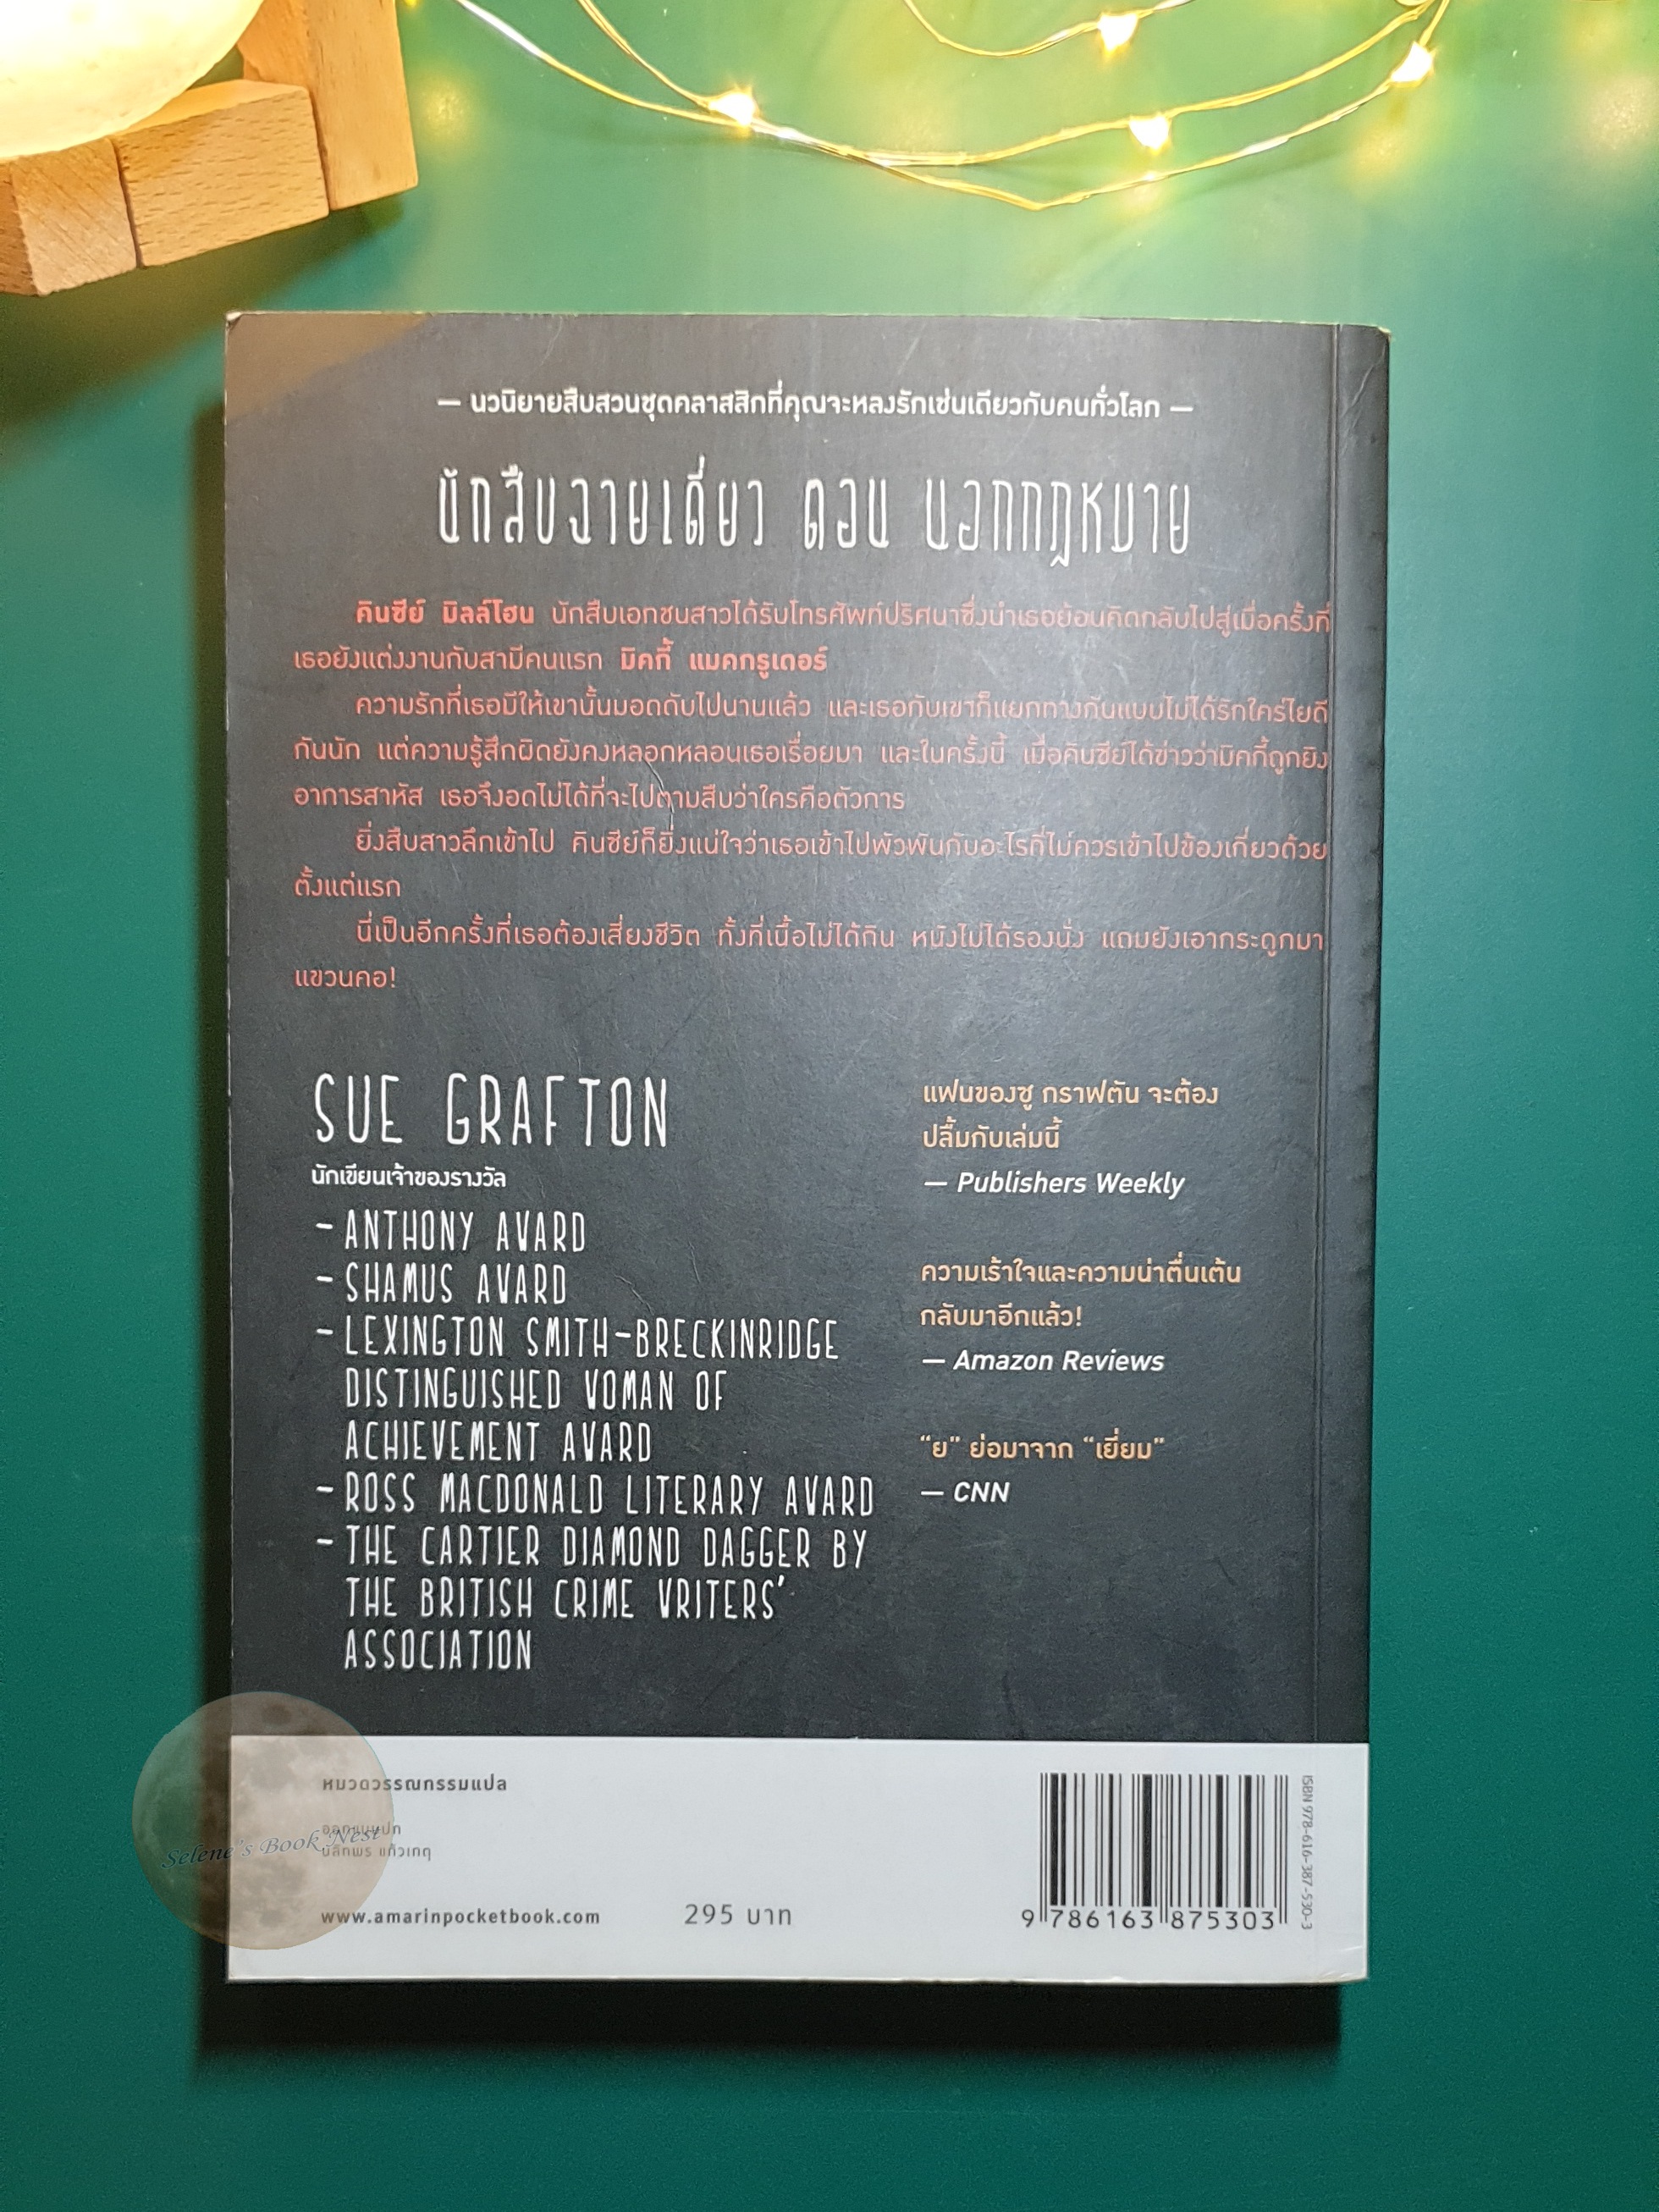 — นวนิยายสืบสวนชุดคลาสสิกที่คุณจะหลงรักเช่นเดียวกับคนทั่วโลก —
นักสืบฉายเดี่ยว ตอน นอกกฎหมาย
คินซีย์ มิลล์โฮน นักสืบเอกชนสาวได้รับโทรศัพท์ปริศนาซึ่งนำเธอย้อนคิดกลับไปสู่เมื่อครั้งที่
เธอยังแต่งงานกับสามีคนแรก มิคกี้ แมคกรูเดอร์
ความรักที่เธอมีให้เขานั้นมอดดับไปนานแล้ว และเธอกับเขาก็แยกทางกันแบบไม่ได้รักใคร่ไยดี
กันนัก แต่ความรู้สึกผิดยังคงหลอกหลอนเธอเรื่อยมา และในครั้งนี้ เมื่อคินซีย์ได้ข่าวว่ามิคกี้ถูกยิง
อาการสาหัส เธอจึงอดไม่ได้ที่จะไปตามสืบว่าใครคือตัวการ
ยิ่งสืบสาวลึกเข้าไป คินซีย์ก็ยิ่งแน่ใจว่าเธอเข้าไปพัวพันกับอะไรที่ไม่ควรเข้าไปข้องเกี่ยวด้วย
ตั้งแต่แรก
นี่เป็นอีกครั้งที่เธอต้องเสี่ยงชีวิต ทั้งที่เนื้อไม่ได้กิน หนังไม่ได้รองนั่ง แถมยังเอากระดูกมา
แขวนคอ!
SUE GRAFTON
นักเขียนเจ้าของรางวัล
- ANTHONY AWARD
- SHAMUS AWARD
- LEXINGTON SMITH-BRECKINRIDGE
DISTINGUISHED WOMAN OF
ACHIEVEMENT AWARD
- ROSS MACDONALD LITERARY AWARD
- THE CARTIER DIAMOND DAGGER BY
THE BRITISH CRIME WRITERS'
ASSOCIATION
แฟนของซู กราฟตัน จะต้อง
ปลื้มกับเล่มนี้
— Publishers Weekly
ความเร้าใจและความน่าตื่นเต้น
กลับมาอีกแล้ว!
— Amazon Reviews
"ย" ย่อมาจาก "เยี่ยม"
— CNN
หมวดวรรณกรรมแปล
ออกแบบปก
แก้วเกตุ
Selene's Book Nest
www.amarinpocketbook.com
295 บาท
9 786163 875303
ISBN 978-616-387-530-3